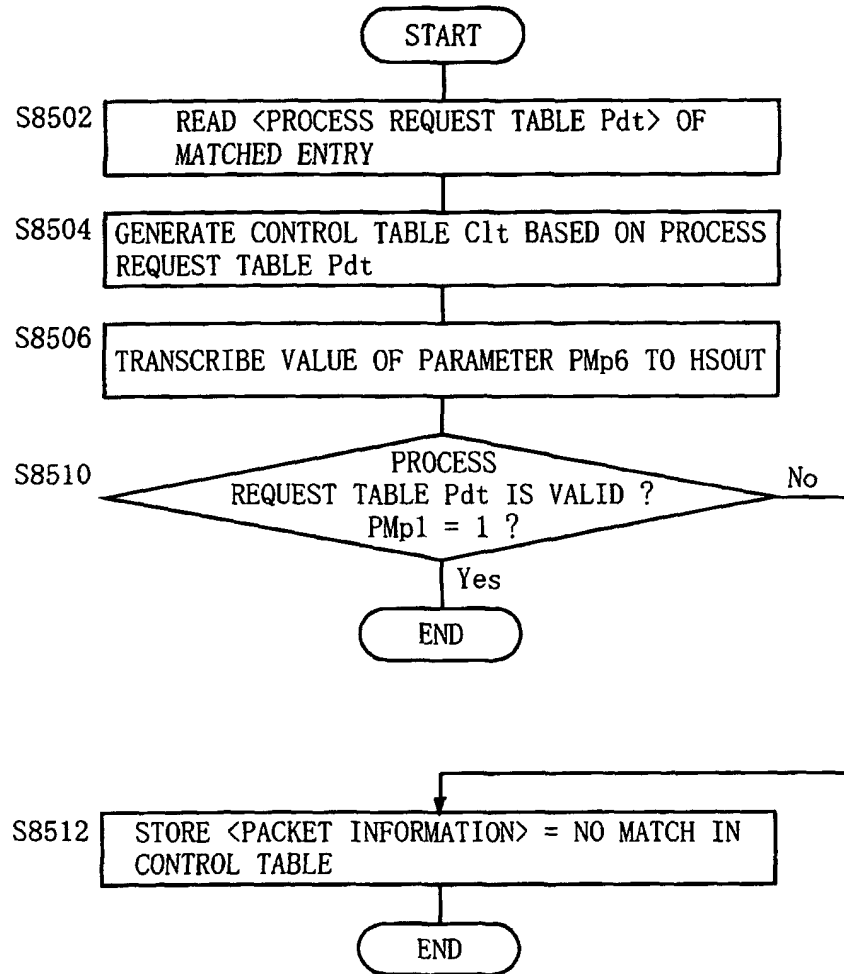 START
S8502
READ <PROCESS REQUEST TABLE Pdt> OF
MATCHED ENTRY
S8504
GENERATE CONTROL TABLE Clt BASED ON PROCESS
REQUEST TABLE Pdt
S8506
TRANSCRIBE VALUE OF PARAMETER PMp6 TO HSOUT
S8510
PROCESS
REQUEST TABLE Pdt IS VALID ?
PMp1 = 1 ?
No
Yes
END
S8512
STORE <PACKET INFORMATION> = NO MATCH IN
CONTROL TABLE
END